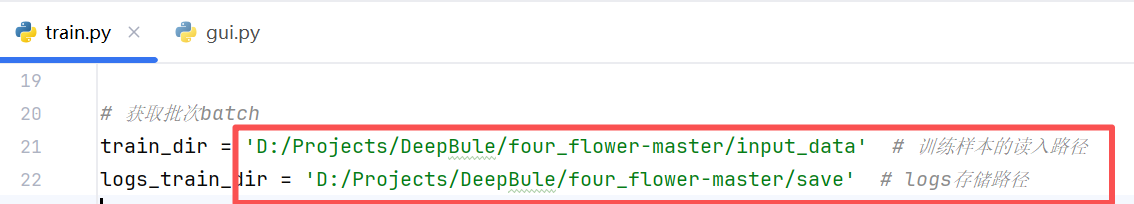 train.py × gui.py
19
20 # 获取批次batch
21 train_dir = 'D:/Projects/DeepBule/four_flower-master/input_data' # 训练样本的读入路径
22 logs_train_dir = 'D:/Projects/DeepBule/four_flower-master/save' # logs存储路径